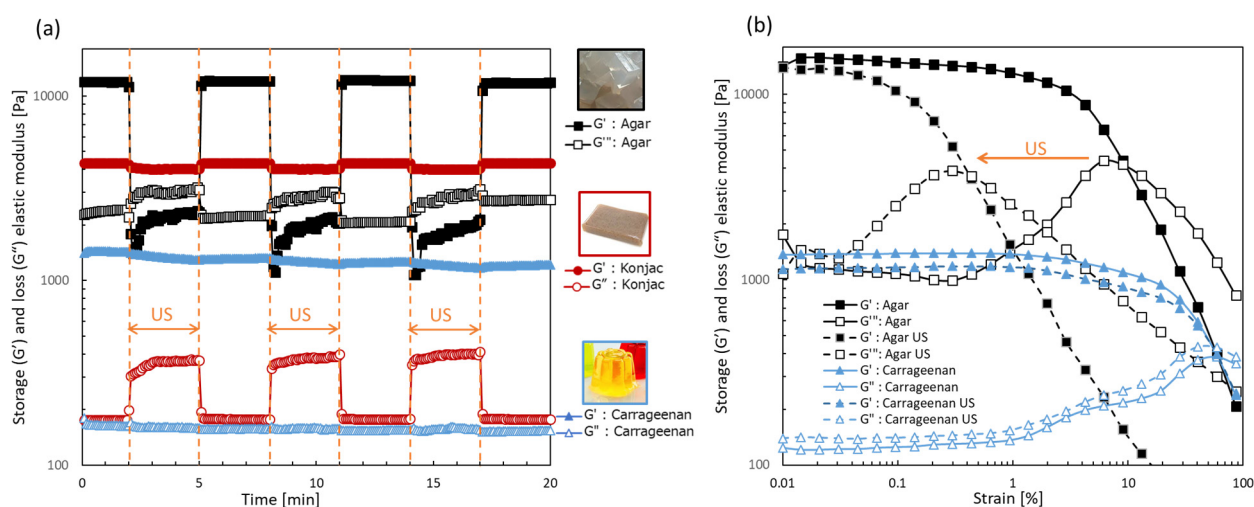 (a)
Storage (G′) and loss (G″) elastic modulus [Pa]
10000
1000
100
US
US
US
0
5
10
15
20
Time [min]
G′ : Agar
G′″ : Agar
G′ : Konjac
G″ : Konjac
G′ : Carrageenan
G″ : Carrageenan
(b)
Storage (G′) and loss (G″) elastic modulus [Pa]
10000
1000
100
US
G′ : Agar
G′″: Agar
G′ : Agar US
G′″: Agar US
G′ : Carrageenan
G″ : Carrageenan
G′ : Carrageenan US
G″ : Carrageenan US
0.01
0.1
1
10
100
Strain [%]